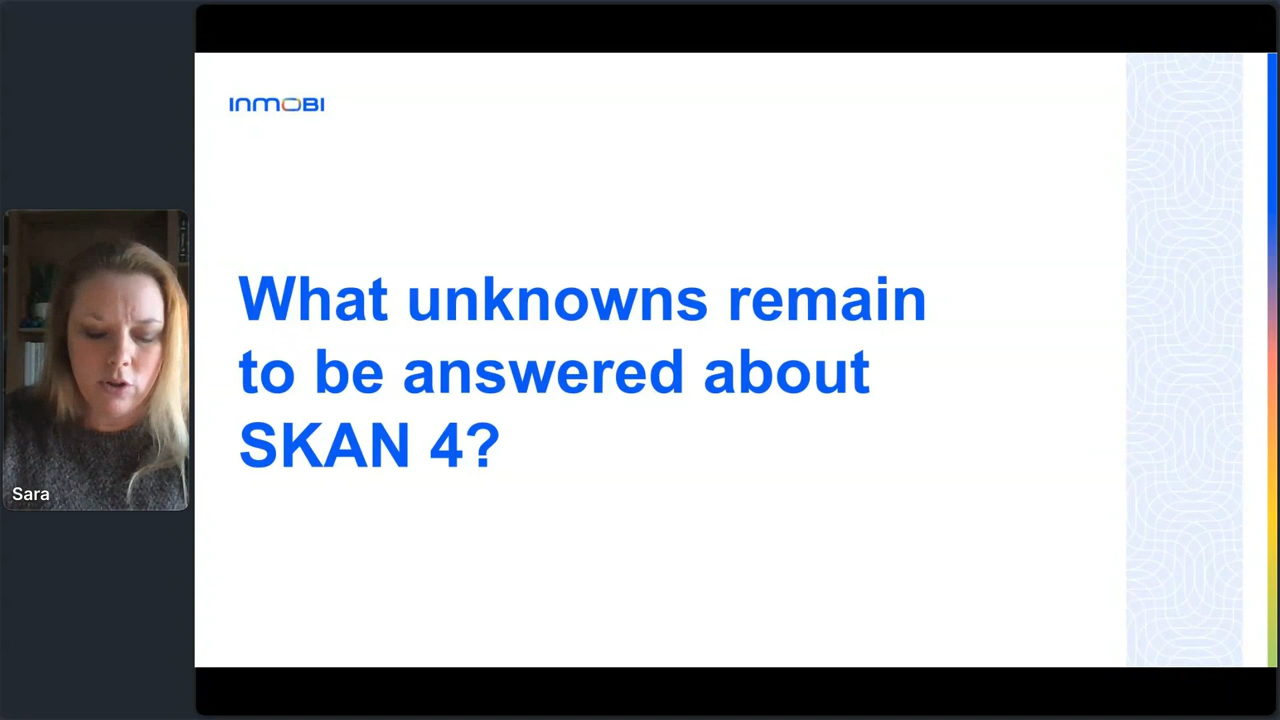 INMOBI
What unknowns remain
to be answered about
SKAN 4?
Sara